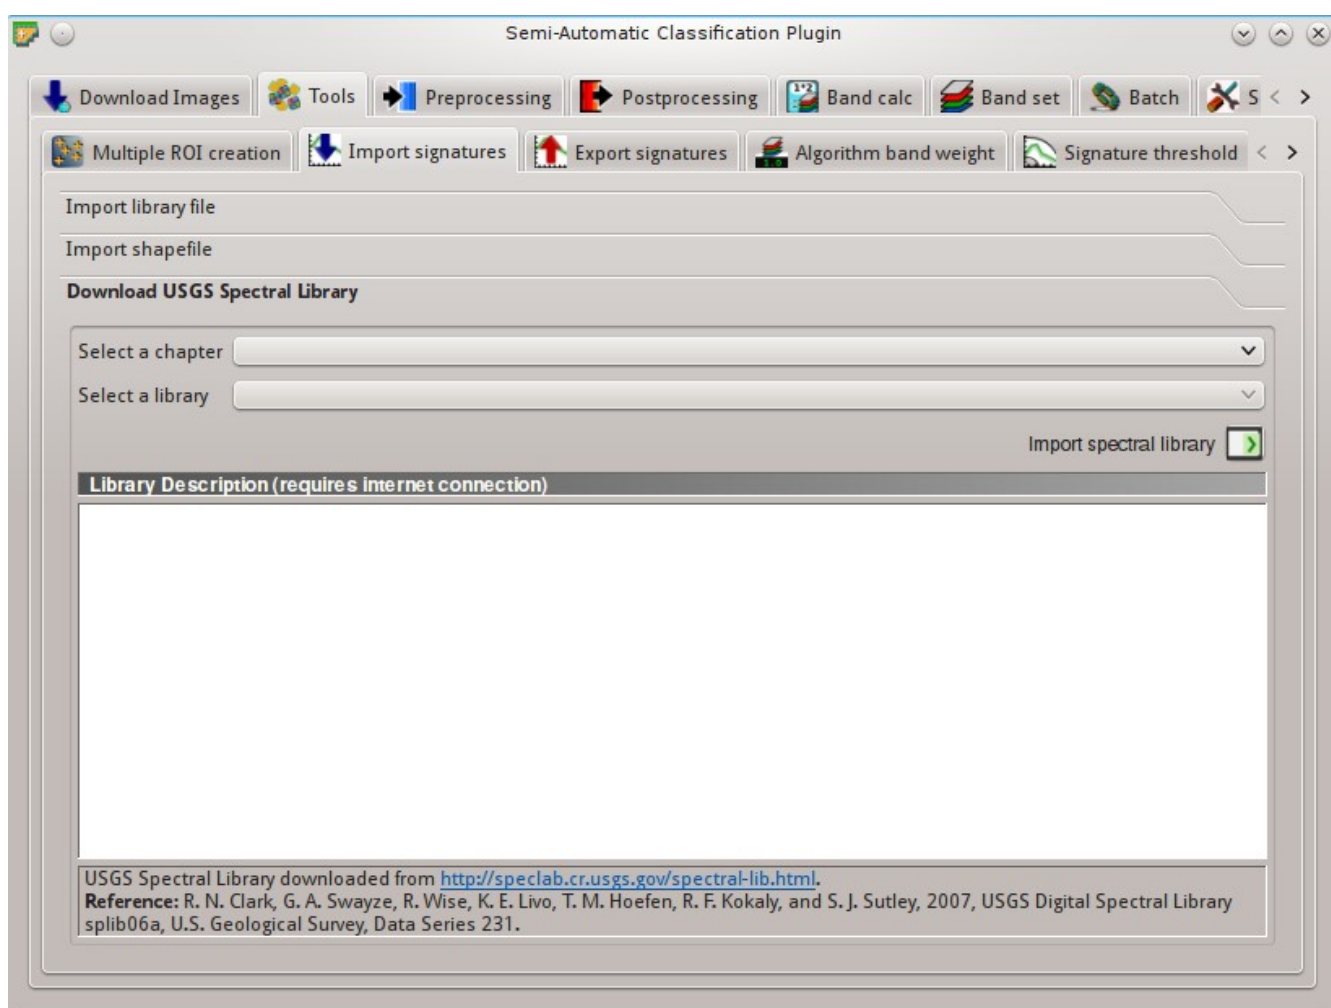 Semi-Automatic Classification Plugin
Download Images Tools Preprocessing Postprocessing Band calc Band set Batch S
Multiple ROI creation Import signatures Export signatures Algorithm band weight Signature threshold
Import library file
Import shapefile
Download USGS Spectral Library
Select a chapter
Select a library
Import spectral library
Library Description (requires internet connection)
USGS Spectral Library downloaded from http://speclab.cr.usgs.gov/spectral-lib.html.
Reference: R. N. Clark, G. A. Swayze, R. Wise, K. E. Livo, T. M. Hoefen, R. F. Kokaly, and S. J. Sutley, 2007, USGS Digital Spectral Library
splib06a, U.S. Geological Survey, Data Series 231.